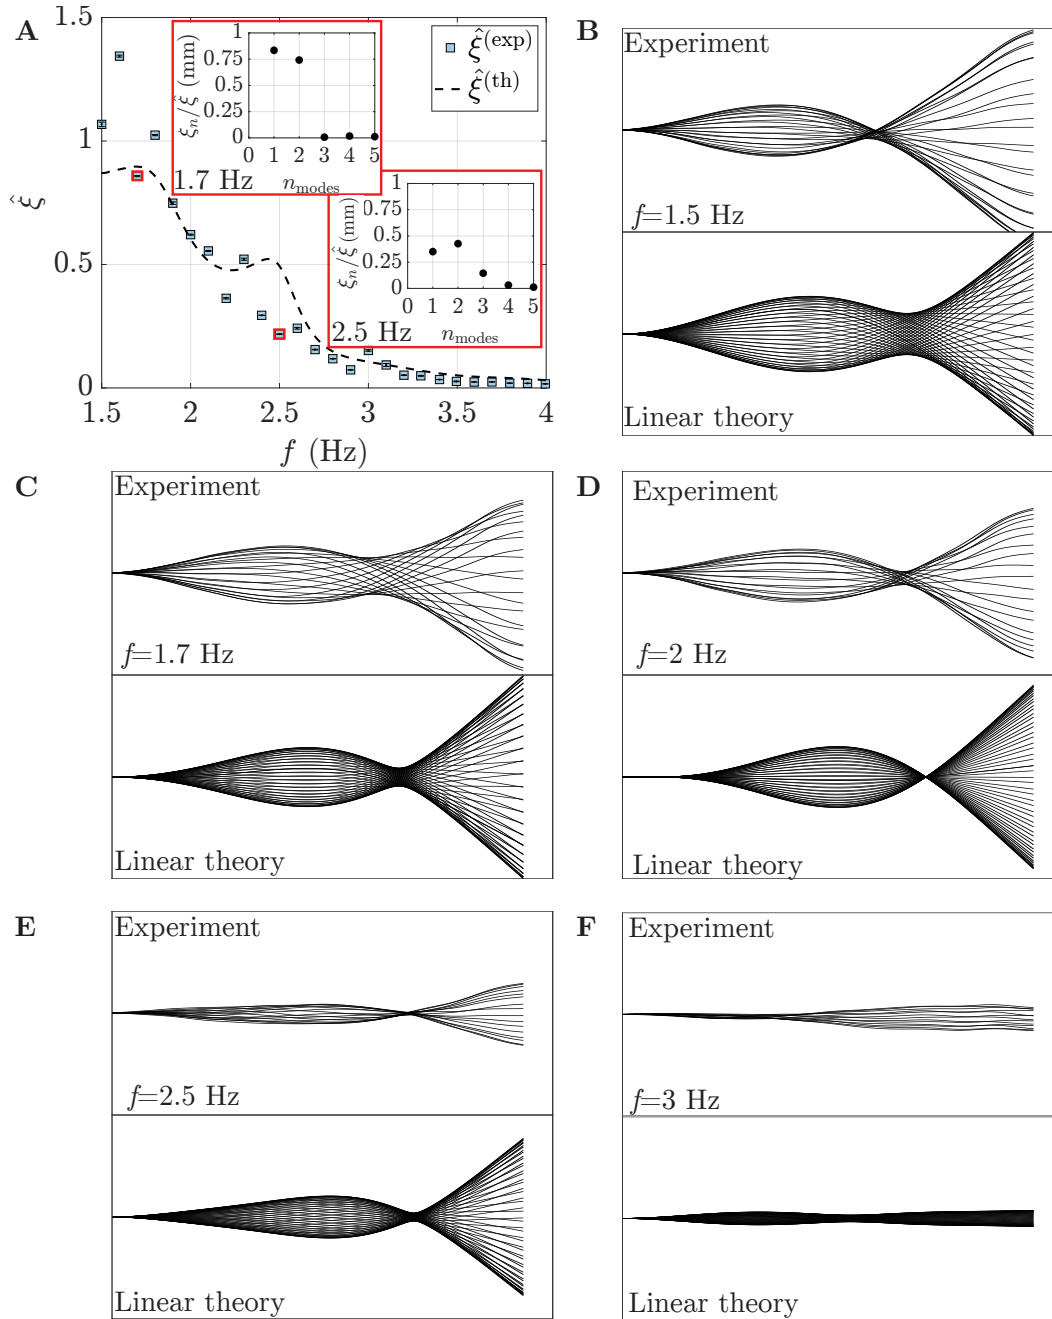 A
1.5
1
0.5
0
ξ̂
1.5 2 2.5 3 3.5 4
f (Hz)
ξ̂(exp)
ξ̂(th)
1
0.75
0.5
0.25
0
ξn/ξ̂ (mm)
0 1 2 3 4 5
1.7 Hz nmodes
1
0.75
0.5
0.25
0
ξn/ξ̂ (mm)
0 1 2 3 4 5
2.5 Hz nmodes
B
Experiment
f=1.5 Hz
Linear theory
C
Experiment
f=1.7 Hz
Linear theory
D
Experiment
f=2 Hz
Linear theory
E
Experiment
f=2.5 Hz
Linear theory
F
Experiment
f=3 Hz
Linear theory